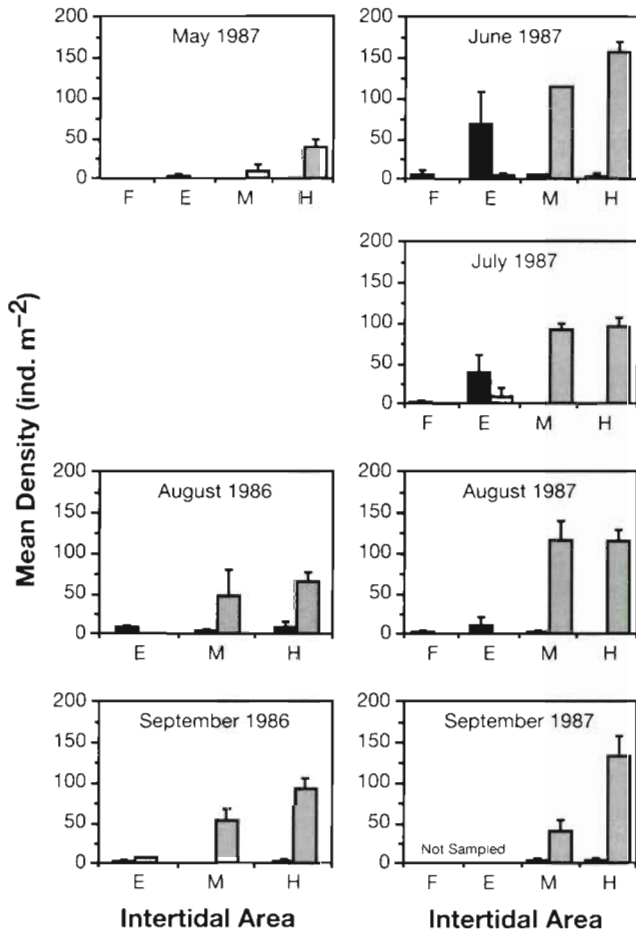 Mean Density (ind. m−2)
May 1987
200
150
100
50
0
F E M H
June 1987
200
150
100
50
0
F E M H
July 1987
200
150
100
50
0
F E M H
August 1986
200
150
100
50
0
E M H
August 1987
200
150
100
50
0
F E M H
September 1986
200
150
100
50
0
E M H
Intertidal Area
September 1987
200
150
100
50
0
Not Sampled
F E M H
Intertidal Area